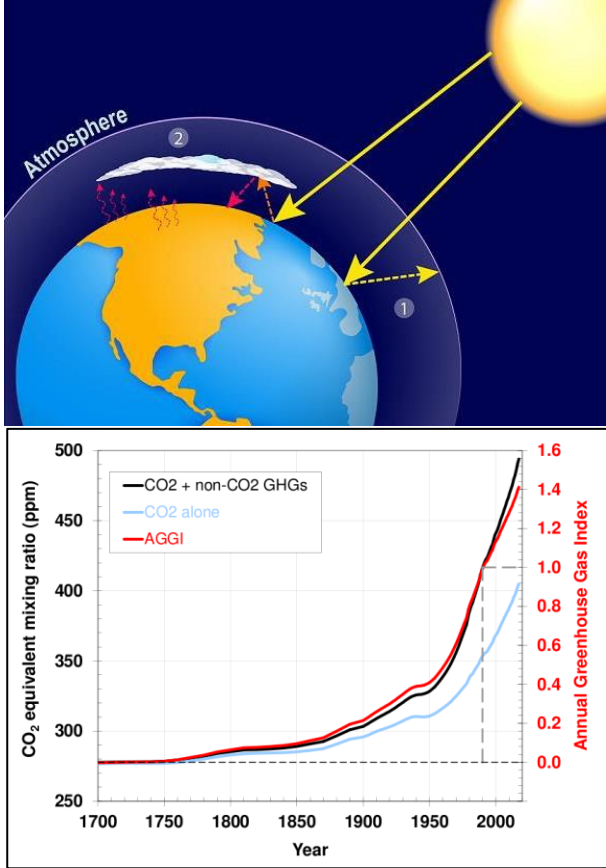 Atmosphere
2
1
500
450
400
350
300
250
CO2 equivalent mixing ratio (ppm)
CO2 + non-CO2 GHGs
CO2 alone
AGGI
1.6
1.4
1.2
1.0
0.8
0.6
0.4
0.2
0.0
Annual Greenhouse Gas Index
1700 1750 1800 1850 1900 1950 2000
Year